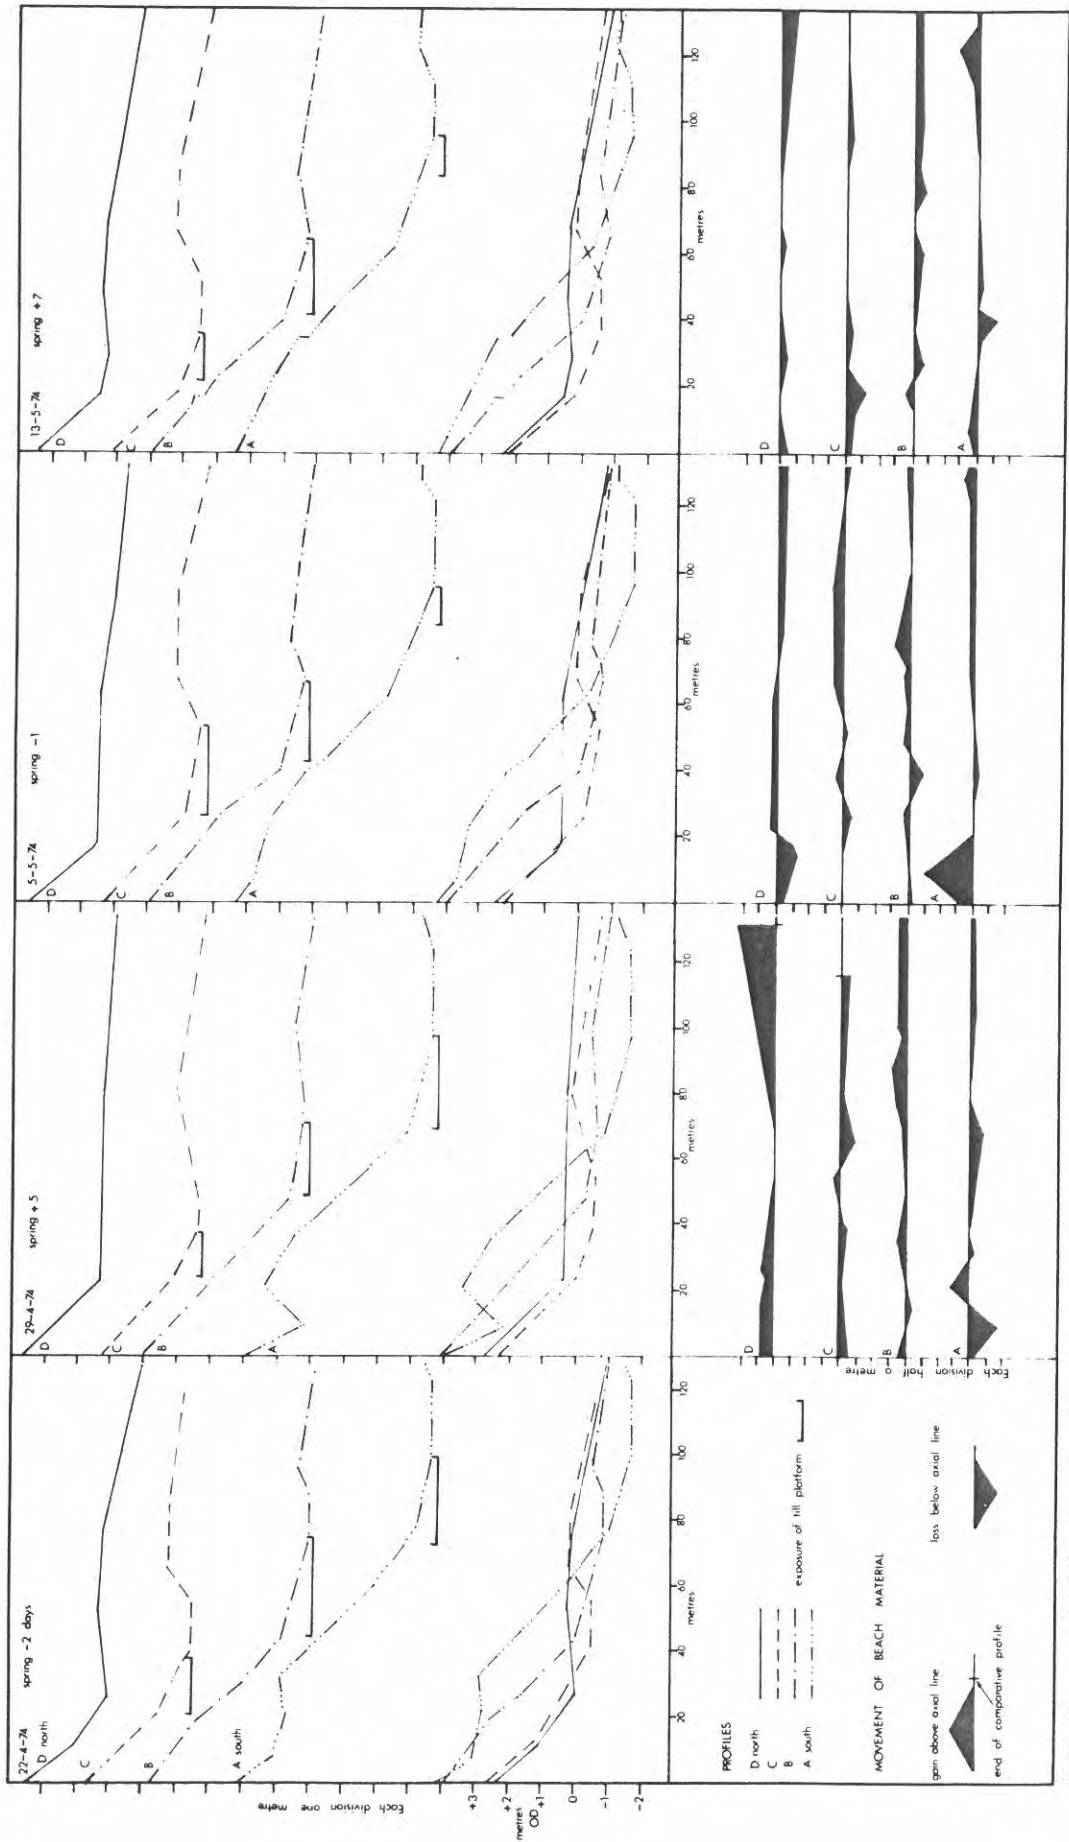 22-4-74 spring -2 days
D north
C
B
A south
29-4-74 spring +5
D
C
B
A
5-5-74 spring -1
D
C
B
A
13-5-74 spring +7
D
C
B
A
Each division one metre
+3
+2
+1
0
-1
-2
metres
OD
20 40 60 80 100 120
metres
20 40 60 80 100 120
metres
20 40 60 80 100 120
metres
20 40 60 80 100 120
metres
PROFILES
D north
C
B
A south
exposure of till platform
MOVEMENT OF BEACH MATERIAL
gain above axial line
loss below axial line
end of comparative profile
Each division half a metre
D
C
B
A
D
C
B
A
D
C
B
A